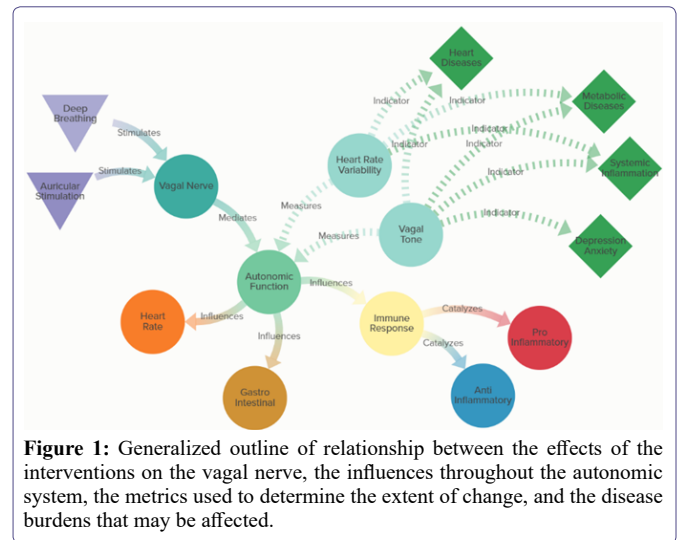 Heart
Diseases
Indicator
Indicator
Metabolic
Diseases
Deep
Breathing
Stimulates
Indicator
Indicator
Indicator
Heart Rate
Variability
Systemic
Inflammation
Indicator
Stimulates
Auricular
Stimulation
Vagal Nerve
Measures
Mediates
Indicator
Vagal
Tone
Measures
Depression
Anxiety
Autonomic
Function
Influences
Heart
Rate
Influences
Immune
Response
Catalyzes
Pro
Inflammatory
Influences
Catalyzes
Gastro
Intestinal
Anti
Inflammatory
Figure 1: Generalized outline of relationship between the effects of the
interventions on the vagal nerve, the influences throughout the autonomic
system, the metrics used to determine the extent of change, and the disease
burdens that may be affected.